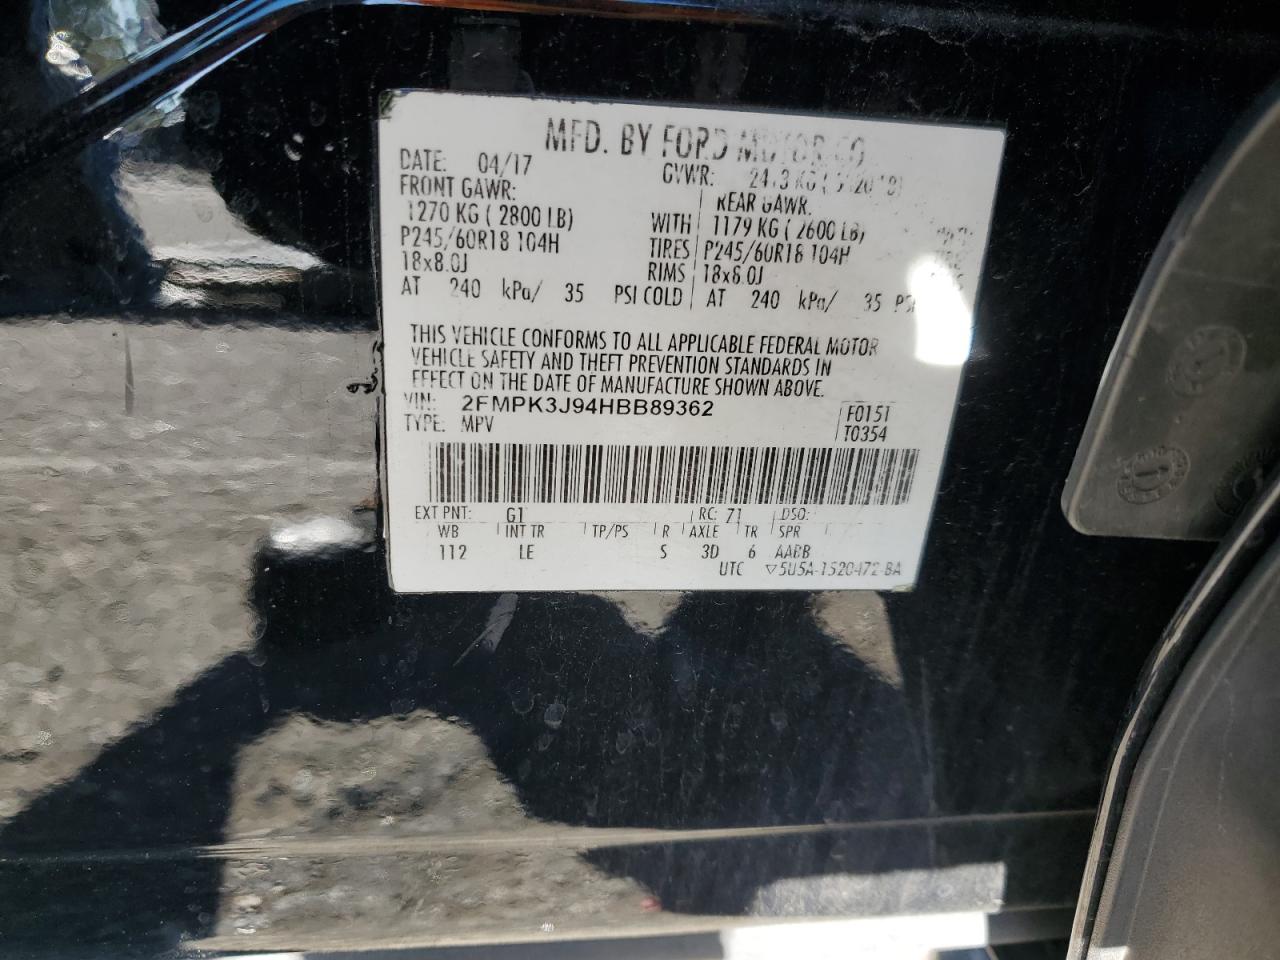 MFD. BY FORD MOTOR CO.
DATE: 04/17
GVWR:
FRONT GAWR:
REAR GAWR:
1270 KG ( 2800 LB)
WITH
1179 KG ( 2600 LB)
P245/60R18 104H
TIRES
P245/60R18 104H
18x8.0J
RIMS
18x8.0J
AT 240 kPa/ 35 PSI COLD
AT 240 kPa/ 35 PSI
THIS VEHICLE CONFORMS TO ALL APPLICABLE FEDERAL MOTOR
VEHICLE SAFETY AND THEFT PREVENTION STANDARDS IN
EFFECT ON THE DATE OF MANUFACTURE SHOWN ABOVE.
VIN: 2FMPK3J94HBB89362
F0151
TYPE: MPV
T0354
EXT PNT: G1 RC: 71 DSO:
WB INT TR TP/PS R AXLE TR SPR
112 LE S 3D 6 AABB
UTC ▽5U5A-1520472-BA